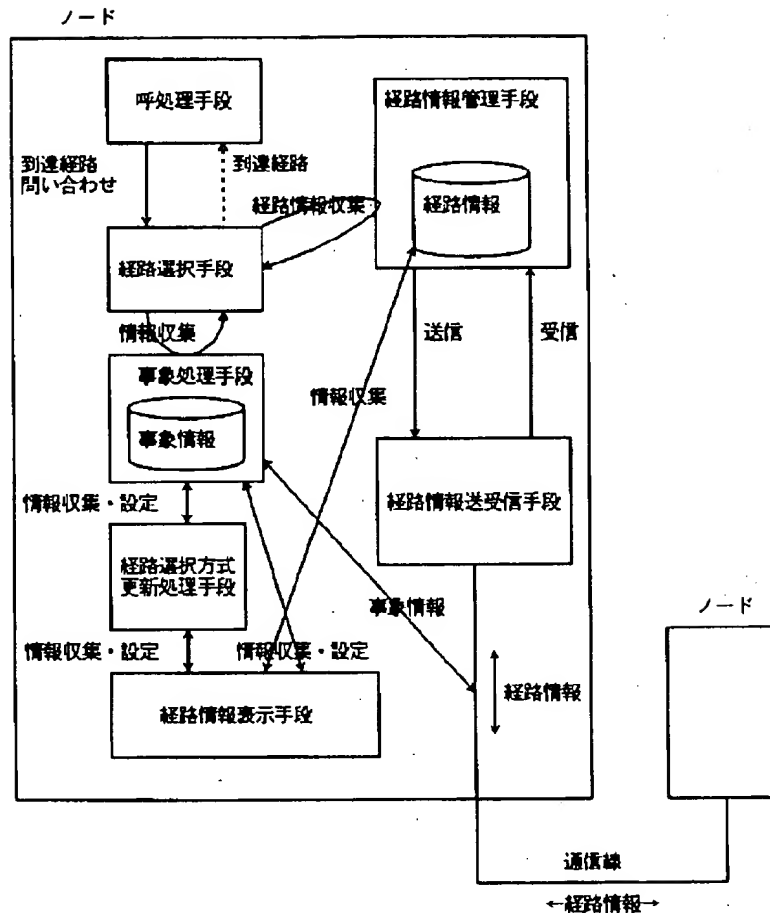 ノード
呼処理手段
経路情報管理手段
到達経路
問い合わせ
到達経路
経路情報収集
経路情報
経路選択手段
情報収集
送信
受信
事象処理手段
情報収集
事象情報
情報収集・設定
経路情報送受信手段
経路選択方式
更新処理手段
事象情報
ノード
情報収集・設定
情報収集・設定
経路情報
経路情報表示手段
通信線
←経路情報→